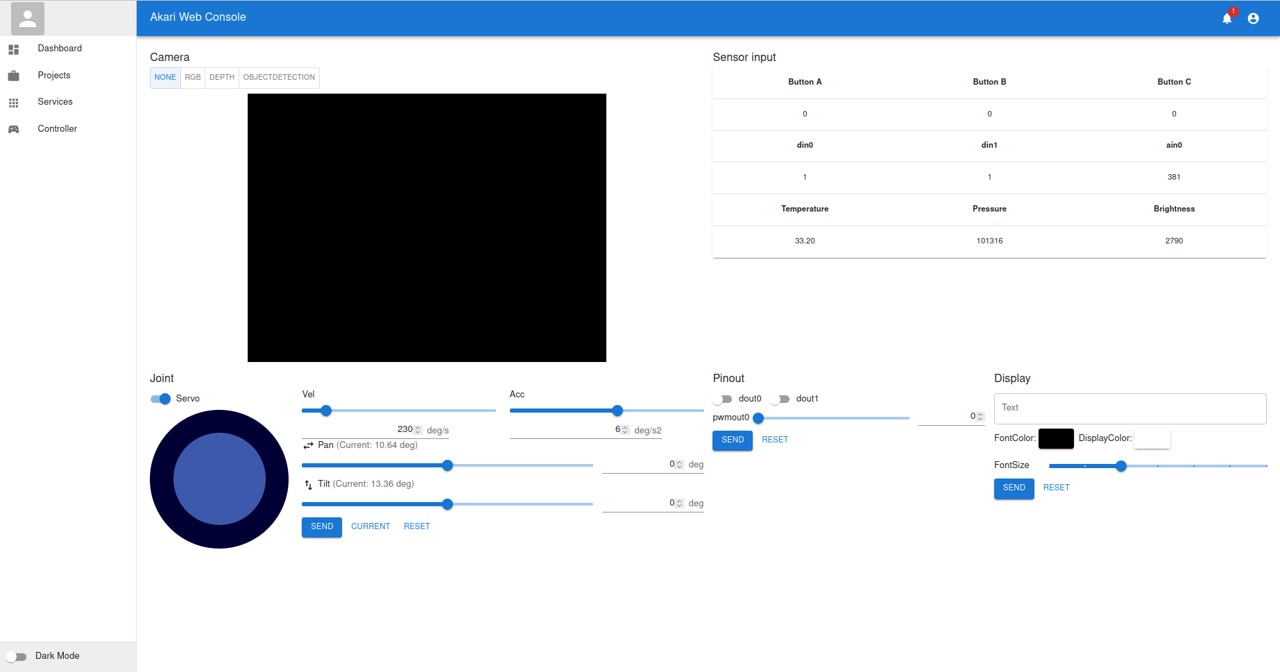 Akari Web Console
1
Dashboard
Projects
Services
Controller
Camera
NONE RGB DEPTH OBJECTDETECTION
Sensor input
Button A Button B Button C
0 0 0
din0 din1 ain0
1 1 381
Temperature Pressure Brightness
33.20 101316 2790
Joint
Servo
Vel
230 deg/s
Acc
6 deg/s2
Pan (Current: 10.64 deg)
0 deg
Tilt (Current: 13.36 deg)
0 deg
SEND CURRENT RESET
Pinout
dout0 dout1
pwmout0 0
SEND RESET
Display
Text
FontColor: DisplayColor:
FontSize
SEND RESET
Dark Mode